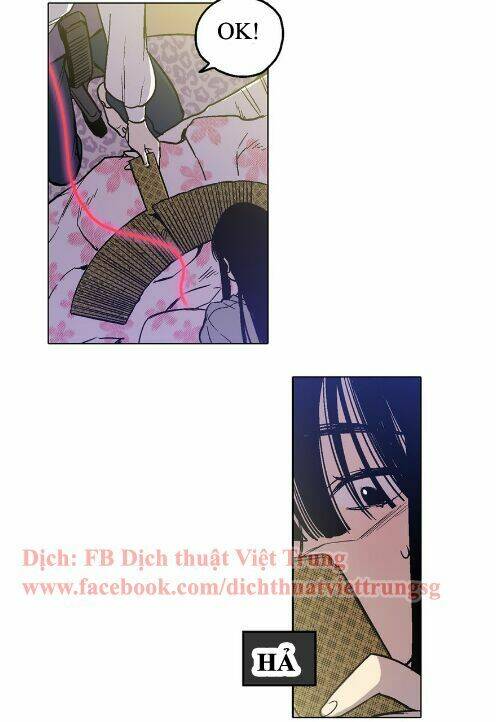 OK!
Dịch: FB Dịch thuật Việt Trung
www.facebook.com/dichthuatviettrungsg
HẢ